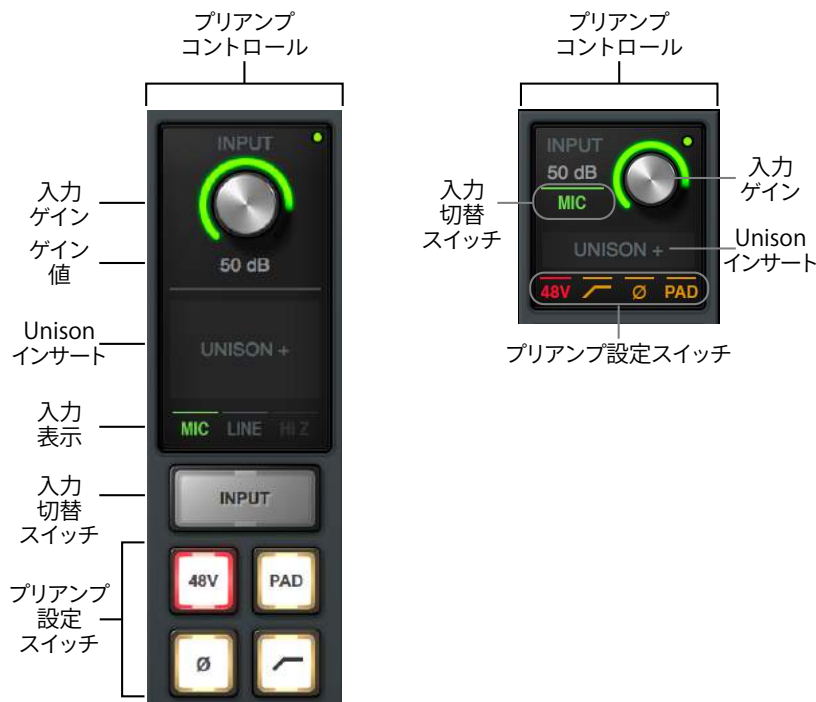 プリアンプ
コントロール
INPUT
入力
ゲイン
ゲイン
値
50 dB
Unison
インサート
UNISON +
入力
表示
MIC LINE HI Z
入力
切替
スイッチ
INPUT
プリアンプ
設定
スイッチ
48V PAD
Ø
プリアンプ
コントロール
INPUT
50 dB
MIC
入力
切替
スイッチ
入力
ゲイン
UNISON +
Unison
インサート
48V Ø PAD
プリアンプ設定スイッチ